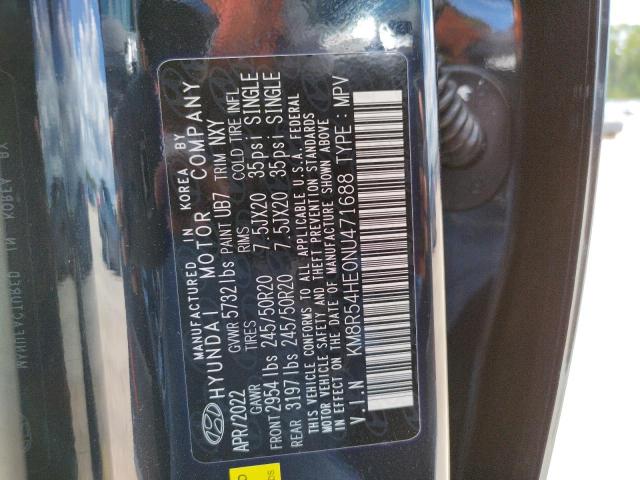 MANUFACTURED IN KOREA BY
HYUNDAI MOTOR COMPANY
APR/2022 GVWR 5732 lbs PAINT UB7 TRIM NXY
GAWR TIRES RIMS COLD TIRE INFL
FRONT 2954 lbs 245/50R20 7.5JX20 35psi SINGLE
REAR 3197 lbs 245/50R20 7.5JX20 35psi SINGLE
THIS VEHICLE CONFORMS TO ALL APPLICABLE U.S.A. FEDERAL
MOTOR VEHICLE SAFETY AND THEFT PREVENTION STANDARDS
IN EFFECT ON THE DATE OF MANUFACTURE SHOWN ABOVE
V.I.N KM8R54HE0NU471688 TYPE : MPV